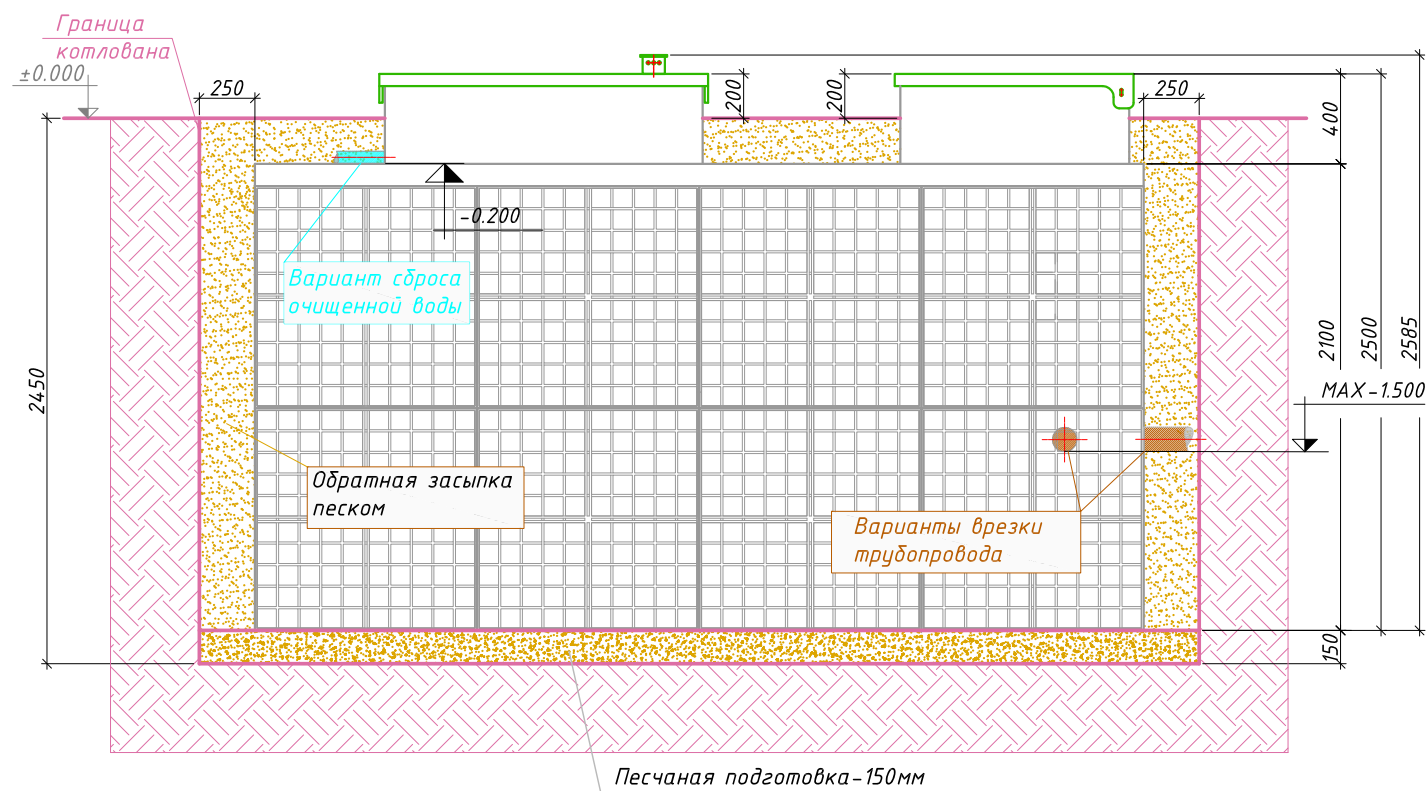 Граница
котлована
±0.000
250
200
200
250
400
-0.200
Вариант сброса
очищенной воды
2450
2100
2500
2585
MAX-1.500
Обратная засыпка
песком
Варианты врезки
трубопровода
150
Песчаная подготовка-150мм